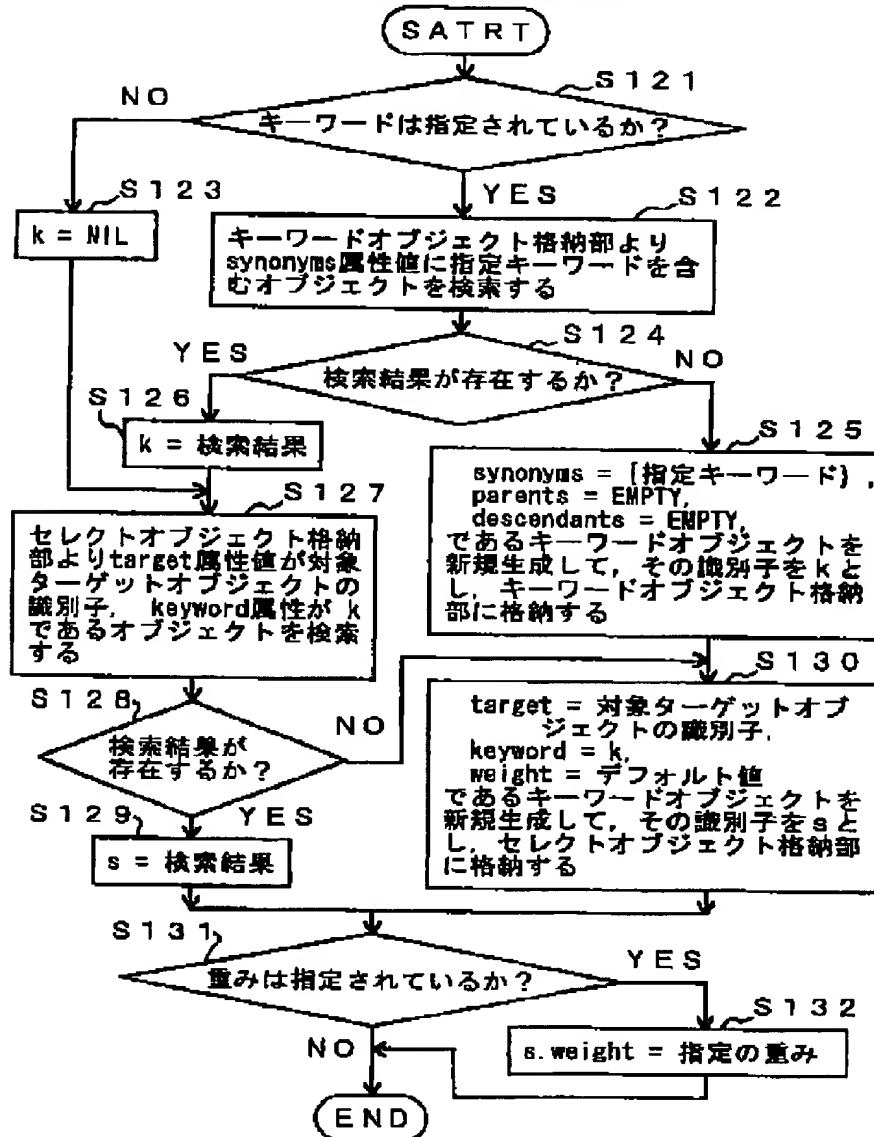 SATRT
S121
NO
キーワードは指定されているか?
S123
YES
S122
k = NIL
キーワードオブジェクト格納部より
synonyms属性値に指定キーワードを含
むオブジェクトを検索する
S124
YES
NO
検索結果が存在するか?
S126
k = 検索結果
S125
synonyms = {指定キーワード},
parents = EMPTY,
descendants = EMPTY,
であるキーワードオブジェクトを
新規生成して,その識別子をkと
し,キーワードオブジェクト格納
部に格納する
S127
セレクトオブジェクト格納
部よりtarget属性値が対象
ターゲットオブジェクトの
識別子, keyword属性がk
であるオブジェクトを検索
する
S128
NO
検索結果が
存在するか?
S130
target = 対象ターゲットオブ
ジェクトの識別子,
keyword = k,
weight = デフォルト値
であるキーワードオブジェクトを
新規生成して,その識別子をsと
し,セレクトオブジェクト格納部
に格納する
S129
YES
s = 検索結果
S131
重みは指定されているか?
YES
S132
s.weight = 指定の重み
NO
END